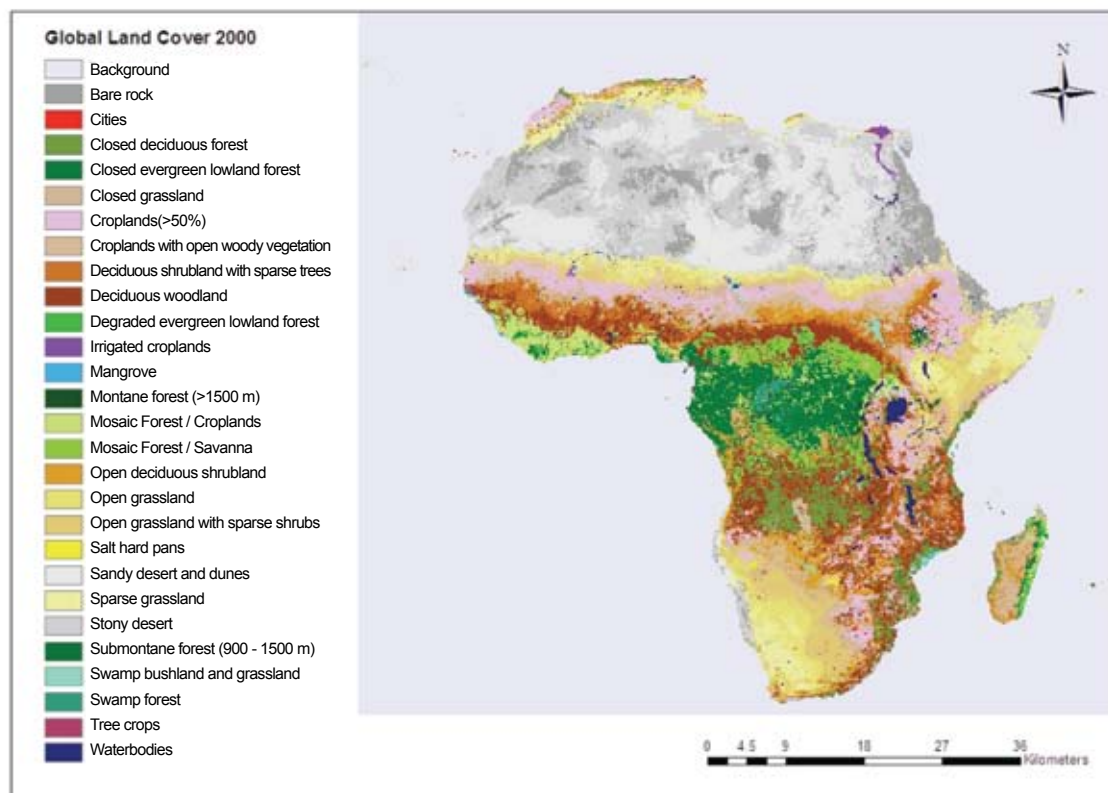 Global Land Cover 2000
Background
Bare rock
Cities
Closed deciduous forest
Closed evergreen lowland forest
Closed grassland
Croplands(>50%)
Croplands with open woody vegetation
Deciduous shrubland with sparse trees
Deciduous woodland
Degraded evergreen lowland forest
Irrigated croplands
Mangrove
Montane forest (>1500 m)
Mosaic Forest / Croplands
Mosaic Forest / Savanna
Open deciduous shrubland
Open grassland
Open grassland with sparse shrubs
Salt hard pans
Sandy desert and dunes
Sparse grassland
Stony desert
Submontane forest (900 - 1500 m)
Swamp bushland and grassland
Swamp forest
Tree crops
Waterbodies
N
0 4 5 9 18 27 36
Kilometers